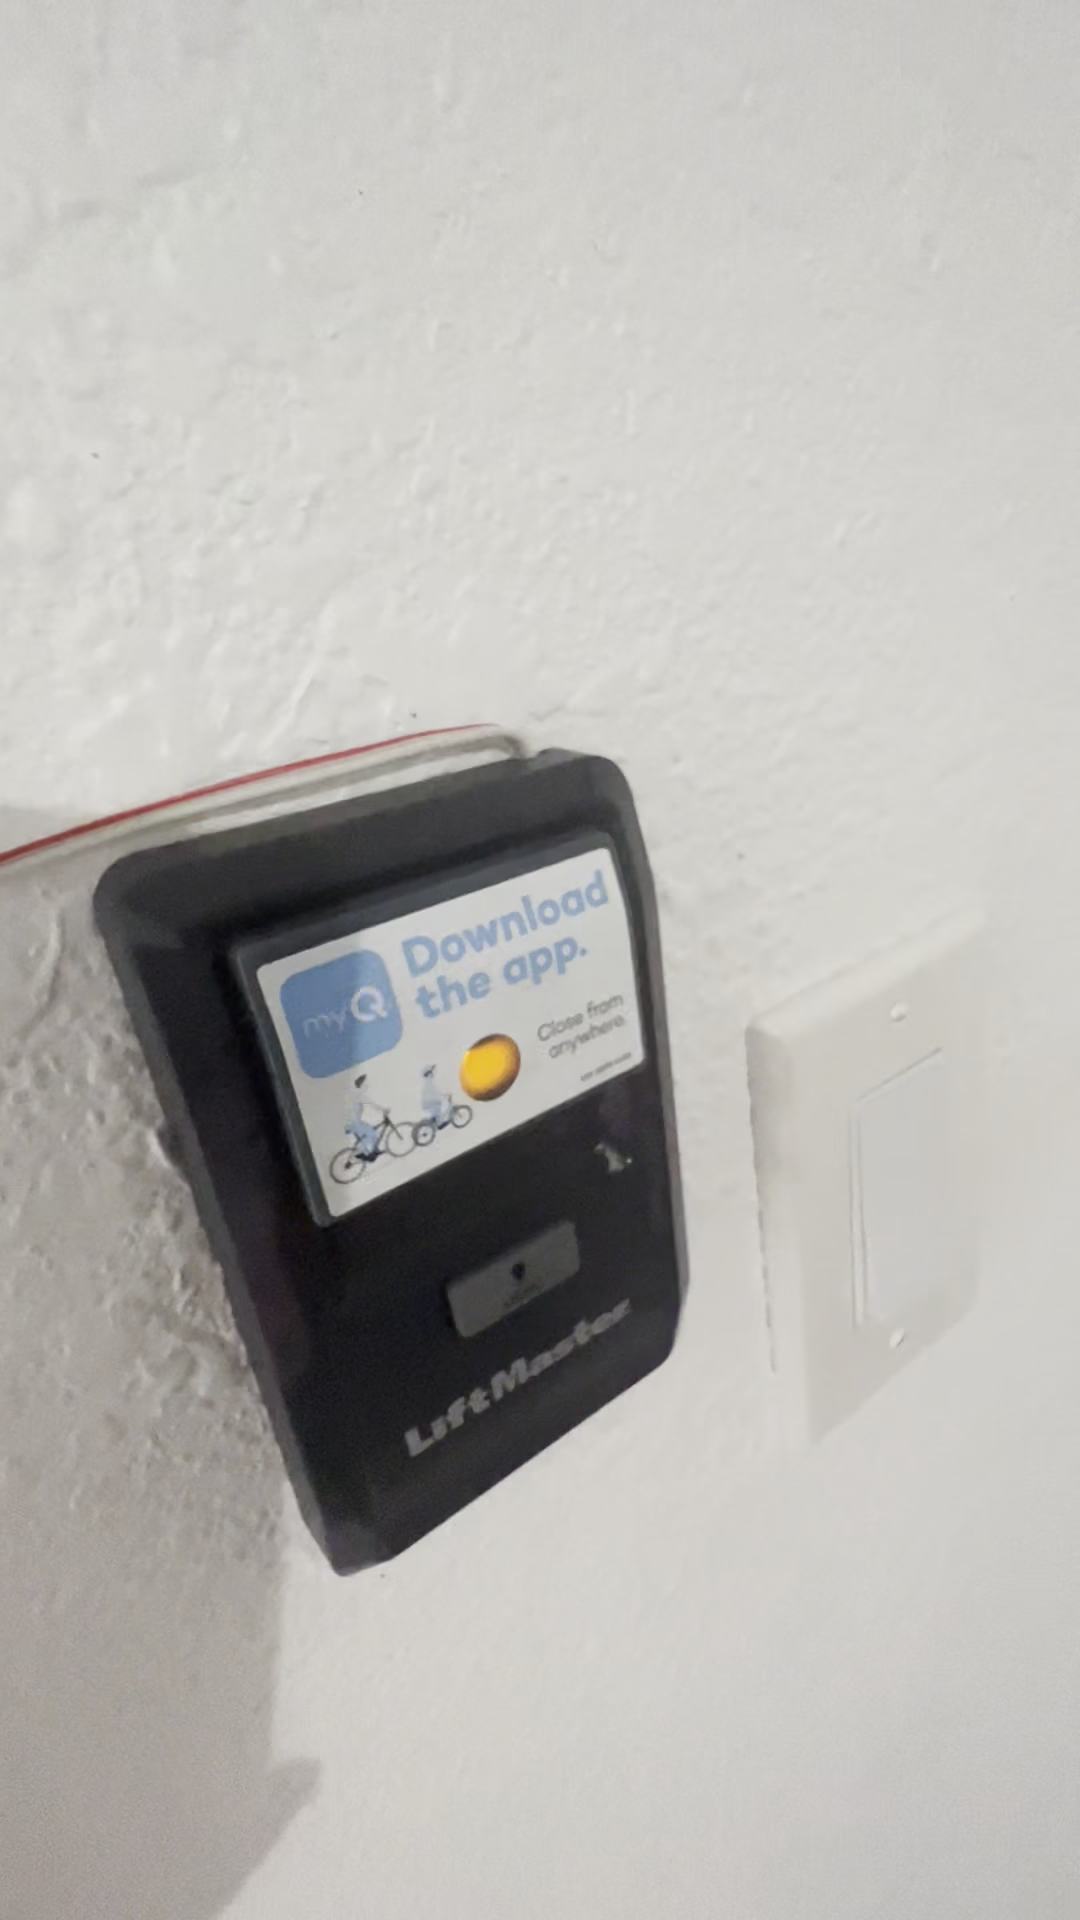 myQ
Download
the app.
Close from
anywhere.
LiftMaster